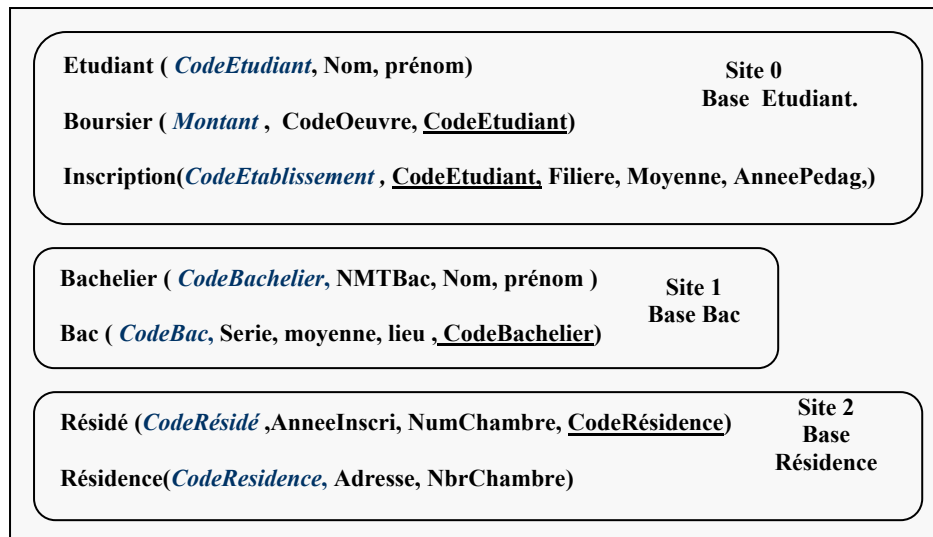 Etudiant ( CodeEtudiant, Nom, prénom)
Site 0
Base Etudiant.
Boursier ( Montant , CodeOeuvre, CodeEtudiant)
Inscription(CodeEtablissement , CodeEtudiant, Filiere, Moyenne, AnneePedag,)
Bachelier ( CodeBachelier, NMTBac, Nom, prénom )
Site 1
Base Bac
Bac ( CodeBac, Serie, moyenne, lieu , CodeBachelier)
Résidé (CodeRésidé ,AnneeInscri, NumChambre, CodeRésidence)
Site 2
Base
Résidence
Résidence(CodeResidence, Adresse, NbrChambre)